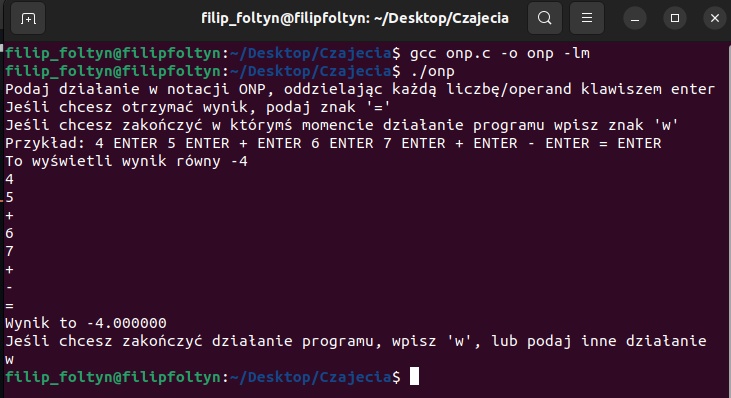 filip_foltyn@filipfoltyn: ~/Desktop/Czajecia
filip_foltyn@filipfoltyn:~/Desktop/Czajecia$ gcc onp.c -o onp -lm
filip_foltyn@filipfoltyn:~/Desktop/Czajecia$ ./onp
Podaj działanie w notacji ONP, oddzielając każdą liczbę/operand klawiszem enter
Jeśli chcesz otrzymać wynik, podaj znak '='
Jeśli chcesz zakończyć w którymś momencie działanie programu wpisz znak 'w'
Przykład: 4 ENTER 5 ENTER + ENTER 6 ENTER 7 ENTER + ENTER - ENTER = ENTER
To wyświetli wynik równy -4
4
5
+
6
7
+
-
=
Wynik to -4.000000
Jeśli chcesz zakończyć działanie programu, wpisz 'w', lub podaj inne działanie
w
filip_foltyn@filipfoltyn:~/Desktop/Czajecia$